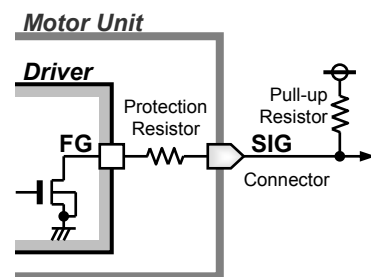 Motor Unit
Driver
Protection
Resistor
Pull-up
Resistor
FG
SIG
Connector